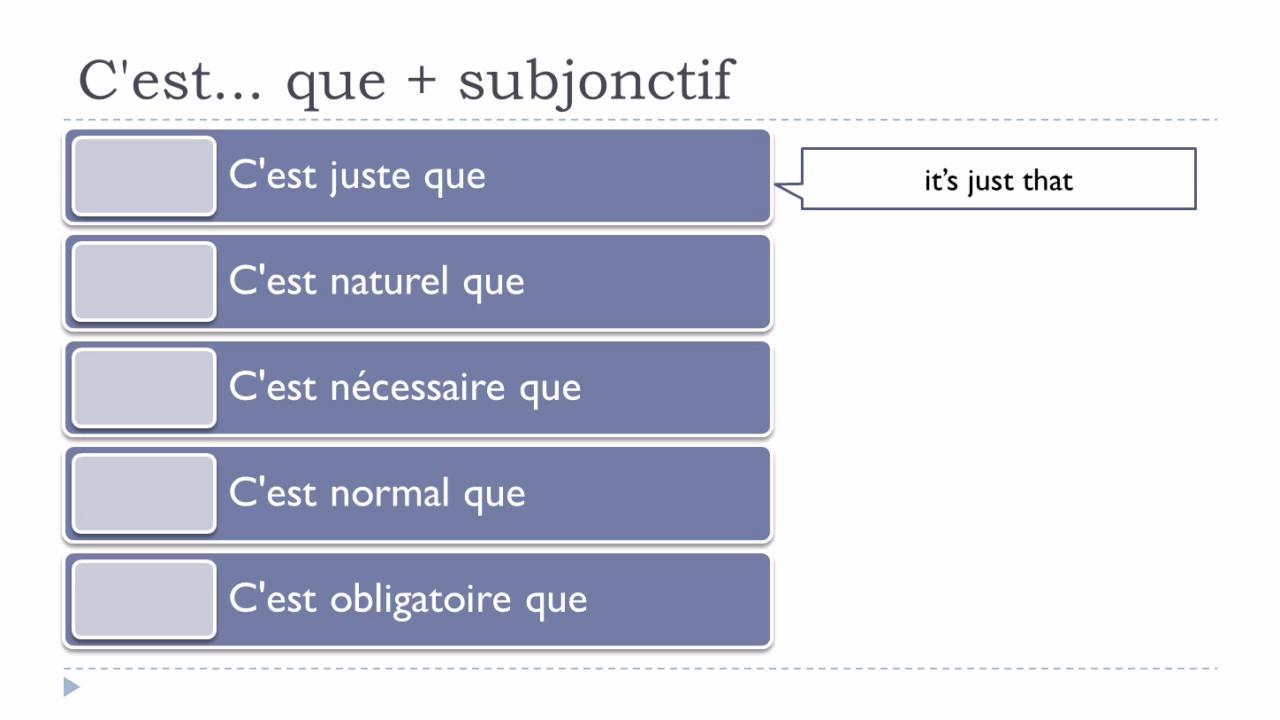 C'est... que + subjonctif
C'est juste que
it’s just that
C'est naturel que
C'est nécessaire que
C'est normal que
C'est obligatoire que